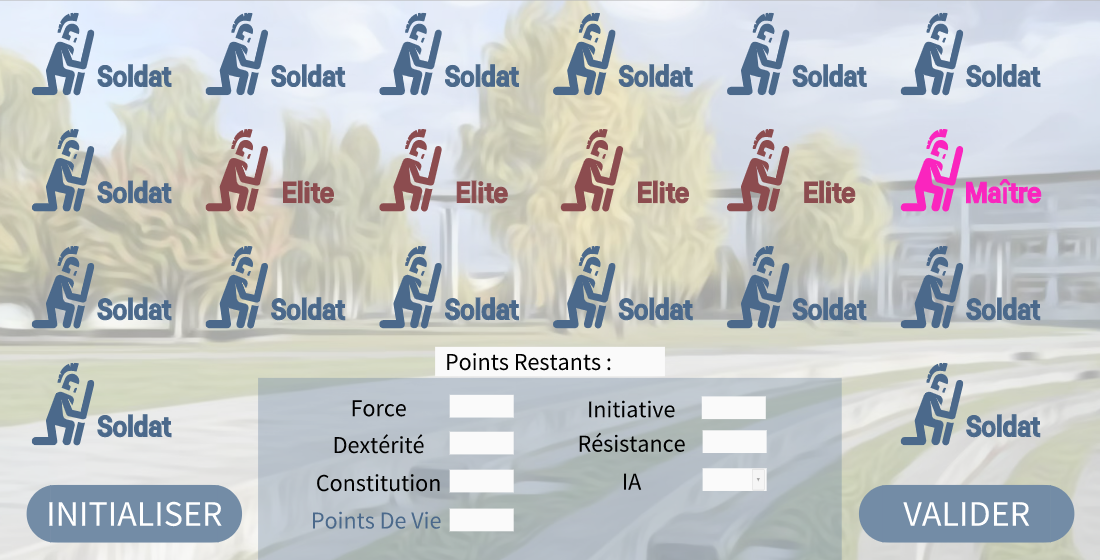 Soldat Soldat Soldat Soldat Soldat Soldat
Soldat Elite Elite Elite Elite Maître
Soldat Soldat Soldat Soldat Soldat Soldat
Points Restants :
Soldat Soldat
Force Initiative
Dextérité Résistance
Constitution IA
Points De Vie
INITIALISER VALIDER